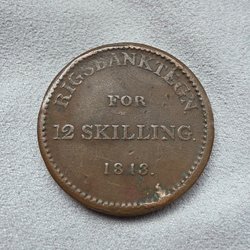 RIGSBANKTEGN
FOR
12 SKILLING.
1813.